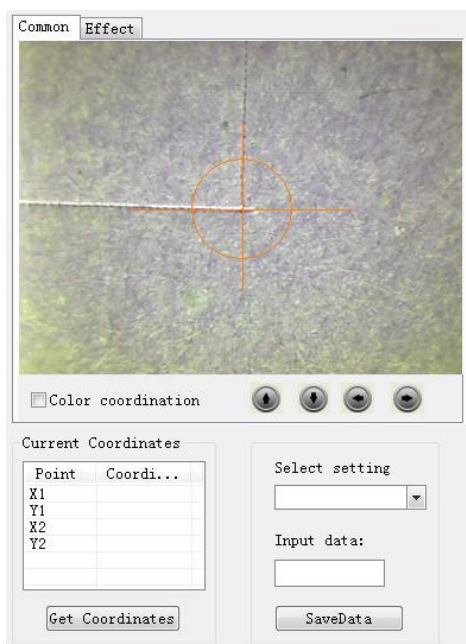 Common Effect
Color coordination
Current Coordinates
Point Coordi...
X1
Y1
X2
Y2
Get Coordinates
Select setting
Input data:
SaveData